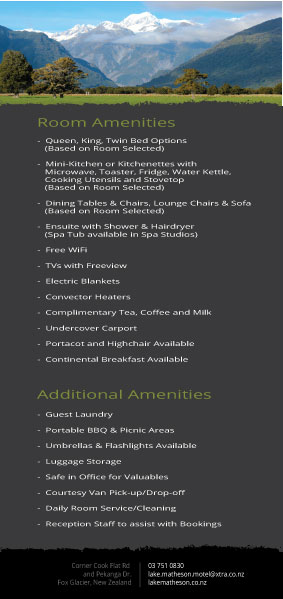 Room Amenities
- Queen, King, Twin Bed Options
(Based on Room Selected)
- Mini-Kitchen or Kitchenettes with
Microwave, Toaster, Fridge, Water Kettle,
Cooking Utensils and Stovetop
(Based on Room Selected)
- Dining Tables & Chairs, Lounge Chairs & Sofa
(Based on Room Selected)
- Ensuite with Shower & Hairdryer
(Spa Tub available in Spa Studios)
- Free WiFi
- TVs with Freeview
- Electric Blankets
- Convector Heaters
- Complimentary Tea, Coffee and Milk
- Undercover Carport
- Portacot and Highchair Available
- Continental Breakfast Available
Additional Amenities
- Guest Laundry
- Portable BBQ & Picnic Areas
- Umbrellas & Flashlights Available
- Luggage Storage
- Safe in Office for Valuables
- Courtesy Van Pick-up/Drop-off
- Daily Room Service/Cleaning
- Reception Staff to assist with Bookings
Corner Cook Flat Rd
and Pekanga Dr.
Fox Glacier, New Zealand
03 751 0830
lake.matheson.motel@xtra.co.nz
lakematheson.co.nz